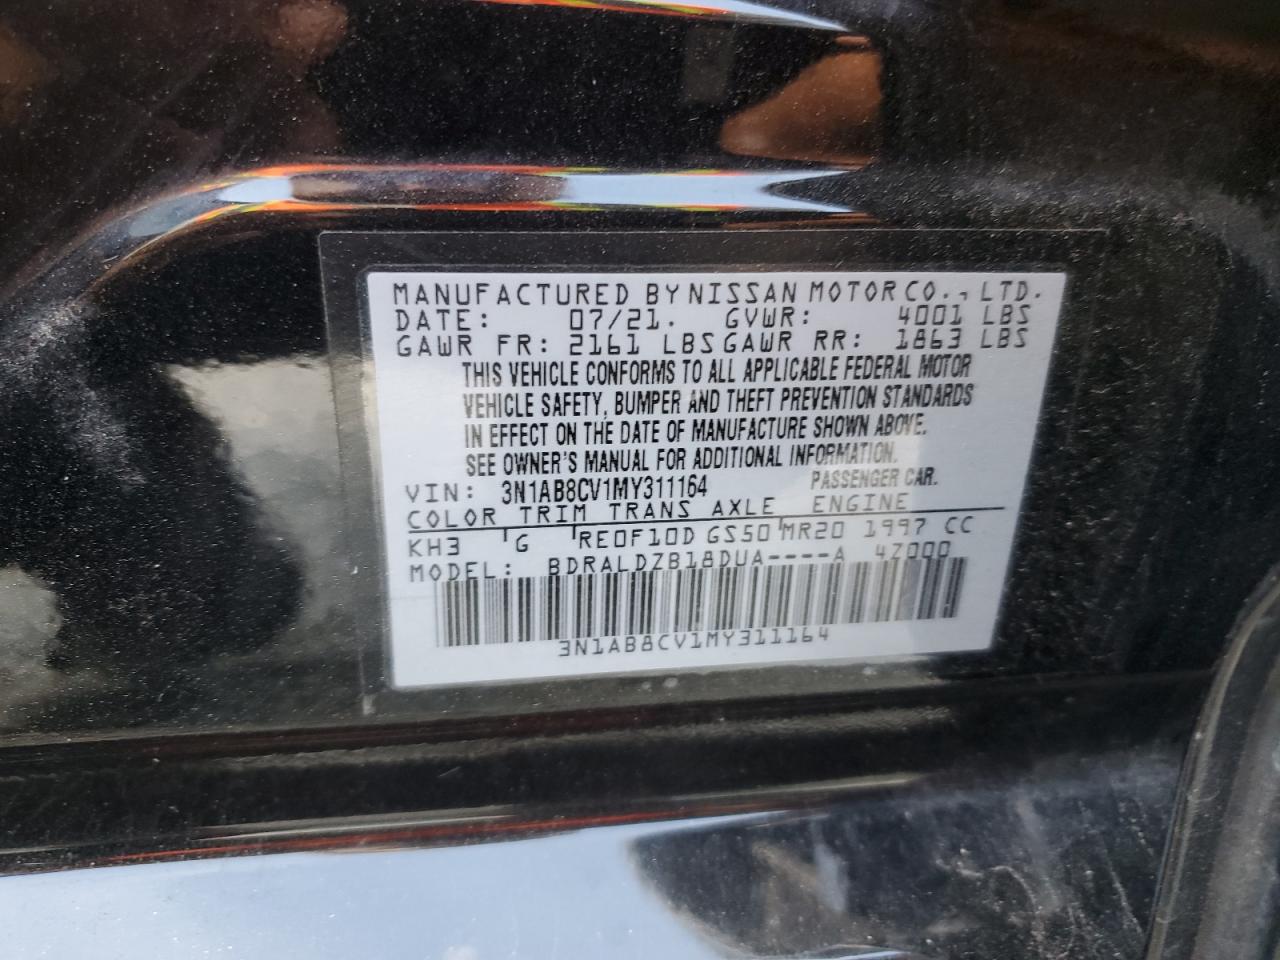 MANUFACTURED BY NISSAN MOTOR CO., LTD.
DATE: 07/21. GVWR: 4001 LBS
GAWR FR: 2161 LBS GAWR RR: 1863 LBS
THIS VEHICLE CONFORMS TO ALL APPLICABLE FEDERAL MOTOR
VEHICLE SAFETY, BUMPER AND THEFT PREVENTION STANDARDS
IN EFFECT ON THE DATE OF MANUFACTURE SHOWN ABOVE.
SEE OWNER'S MANUAL FOR ADDITIONAL INFORMATION.
VIN: 3N1AB8CV1MY311164 PASSENGER CAR.
COLOR TRIM TRANS AXLE ENGINE
KH3 G RE0F10D GS50 MR20 1997 CC
MODEL: BDRALDZB18DUA----A 4Z000
3N1AB8CV1MY311164